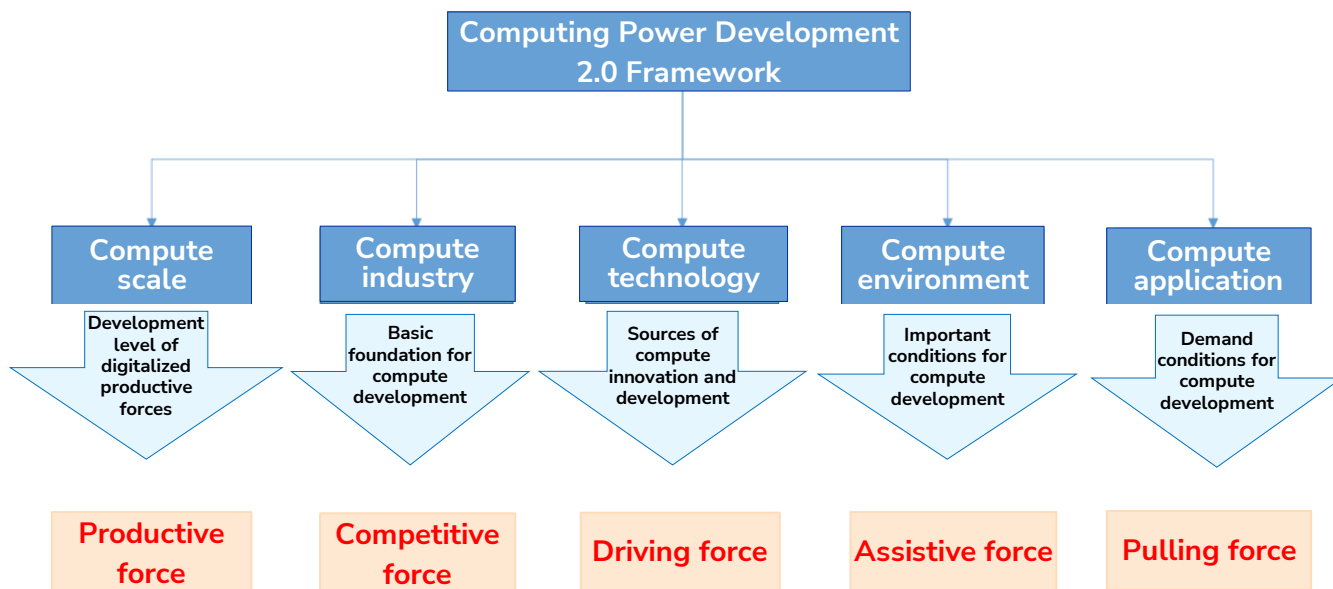 Computing Power Development
2.0 Framework
Compute
scale
Compute
industry
Compute
technology
Compute
environment
Compute
application
Development
level of
digitalized
productive
forces
Basic
foundation for
compute
development
Sources of
compute
innovation and
development
Important
conditions for
compute
development
Demand
conditions for
compute
development
Productive
force
Competitive
force
Driving force
Assistive force
Pulling force